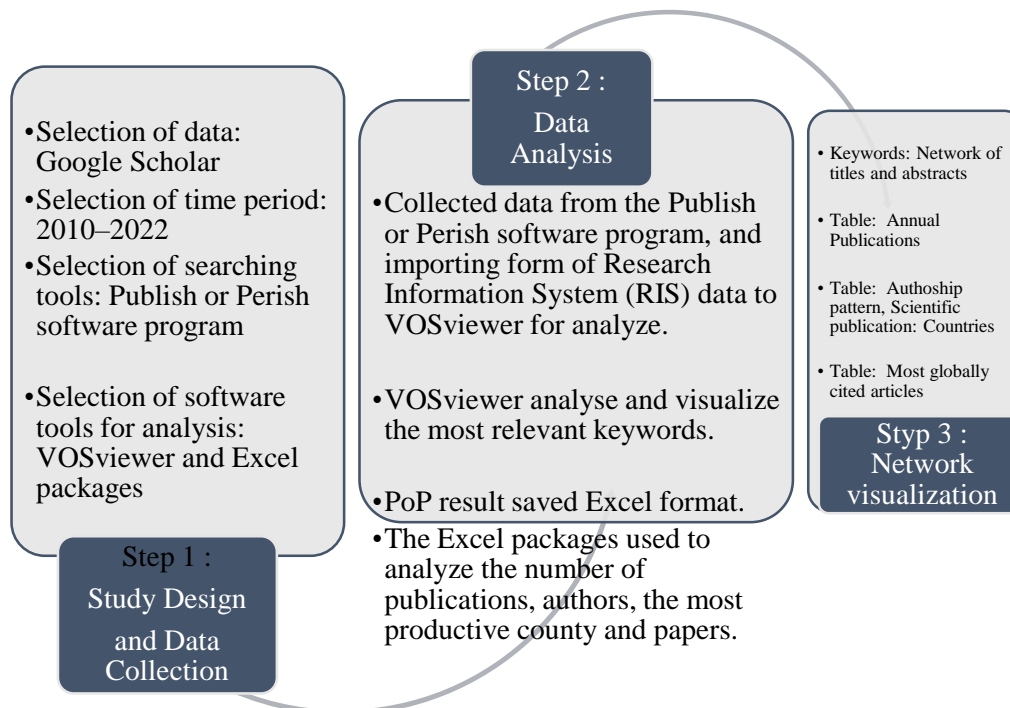 •Selection of data:
Google Scholar
•Selection of time period:
2010–2022
•Selection of searching
tools: Publish or Perish
software program
•Selection of software
tools for analysis:
VOSviewer and Excel
packages
Step 1 :
Study Design
and Data
Collection
Step 2 :
Data
Analysis
•Collected data from the Publish
or Perish software program, and
importing form of Research
Information System (RIS) data to
VOSviewer for analyze.
•VOSviewer analyse and visualize
the most relevant keywords.
•PoP result saved Excel format.
•The Excel packages used to
analyze the number of
publications, authors, the most
productive county and papers.
• Keywords: Network of
titles and abstracts
• Table: Annual
Publications
• Table: Authoship
pattern, Scientific
publication: Countries
• Table: Most globally
cited articles
Styp 3 :
Network
visualization